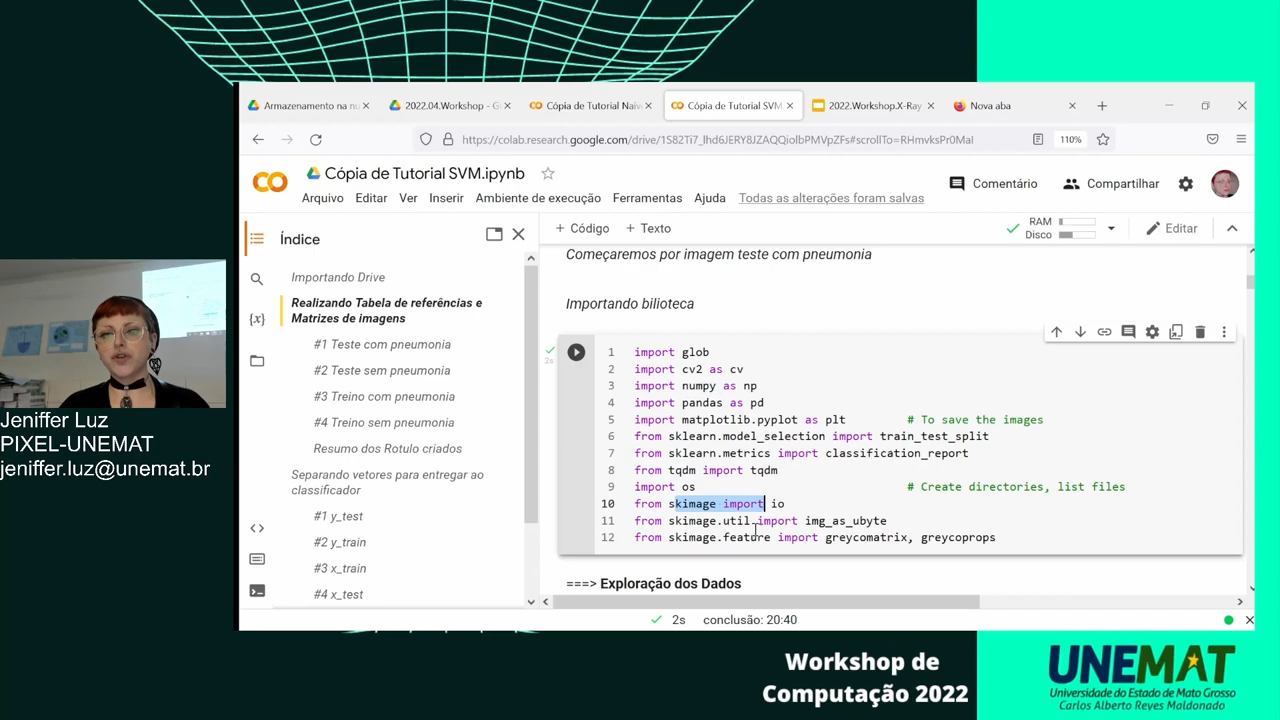 Armazenamento na nu
2022.04.Workshop - G
Cópia de Tutorial Naiv
Cópia de Tutorial SVM
2022.Workshop.X-Ray
Nova aba
https://colab.research.google.com/drive/1S82Ti7_lhd6JERY8JZAQQiolbPMVpZFs#scrollTo=RHmvksPr0MaI
110%
Cópia de Tutorial SVM.ipynb
Comentário
Compartilhar
Arquivo Editar Ver Inserir Ambiente de execução Ferramentas Ajuda Todas as alterações foram salvas
Índice
+ Código + Texto
RAM
Disco
Editar
Importando Drive
Realizando Tabela de referências e
Matrizes de imagens
#1 Teste com pneumonia
#2 Teste sem pneumonia
#3 Treino com pneumonia
#4 Treino sem pneumonia
Resumo dos Rotulo criados
Separando vetores para entregar ao
classificador
#1 y_test
#2 y_train
#3 x_train
#4 x_test
{x}
<>
Começaremos por imagem teste com pneumonia
Importando bilioteca
2s
1 import glob
2 import cv2 as cv
3 import numpy as np
4 import pandas as pd
5 import matplotlib.pyplot as plt # To save the images
6 from sklearn.model_selection import train_test_split
7 from sklearn.metrics import classification_report
8 from tqdm import tqdm
9 import os # Create directories, list files
10 from skimage import io
11 from skimage.util import img_as_ubyte
12 from skimage.feature import greycomatrix, greycoprops
===> Exploração dos Dados
2s conclusão: 20:40
Jeniffer Luz
PIXEL-UNEMAT
jeniffer.luz@unemat.br
Workshop de
Computação 2022
UNEMAT
Universidade do Estado de Mato Grosso
Carlos Alberto Reyes Maldonado